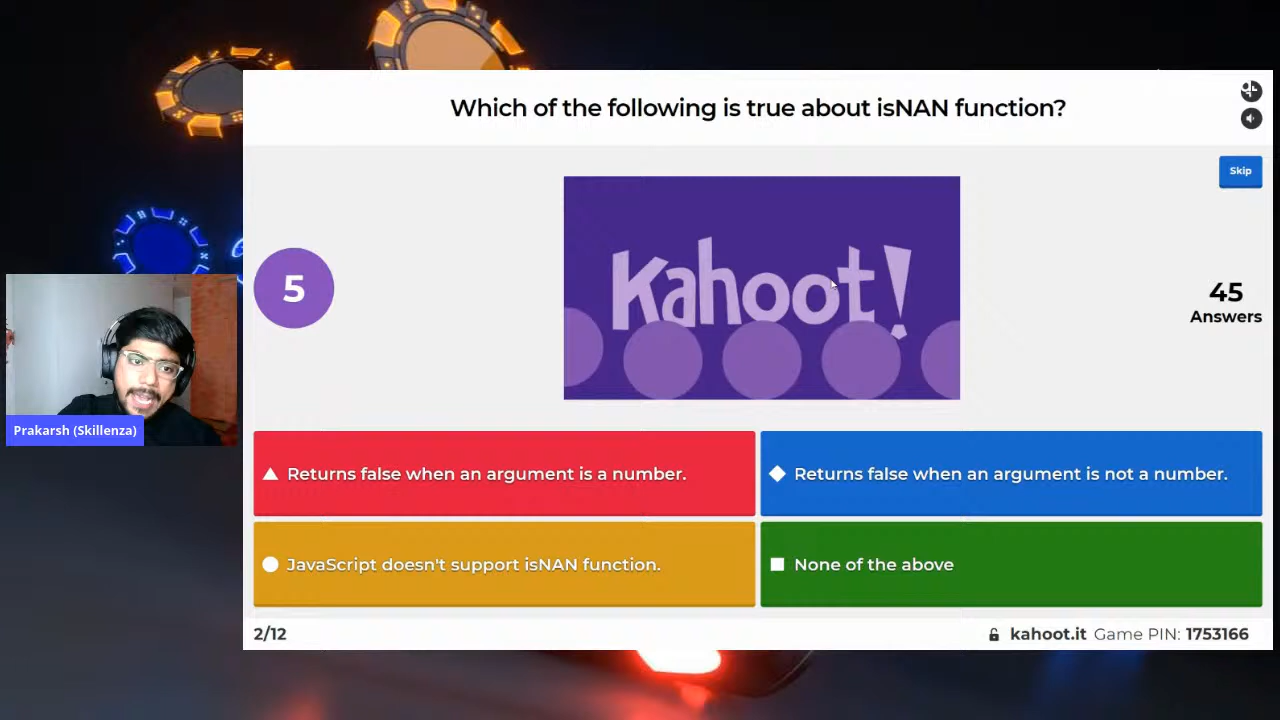 Which of the following is true about isNAN function?
Skip
5
Kahoot!
45
Answers
Prakarsh (Skillenza)
Returns false when an argument is a number.
Returns false when an argument is not a number.
JavaScript doesn't support isNAN function.
None of the above
2/12
kahoot.it Game PIN: 1753166